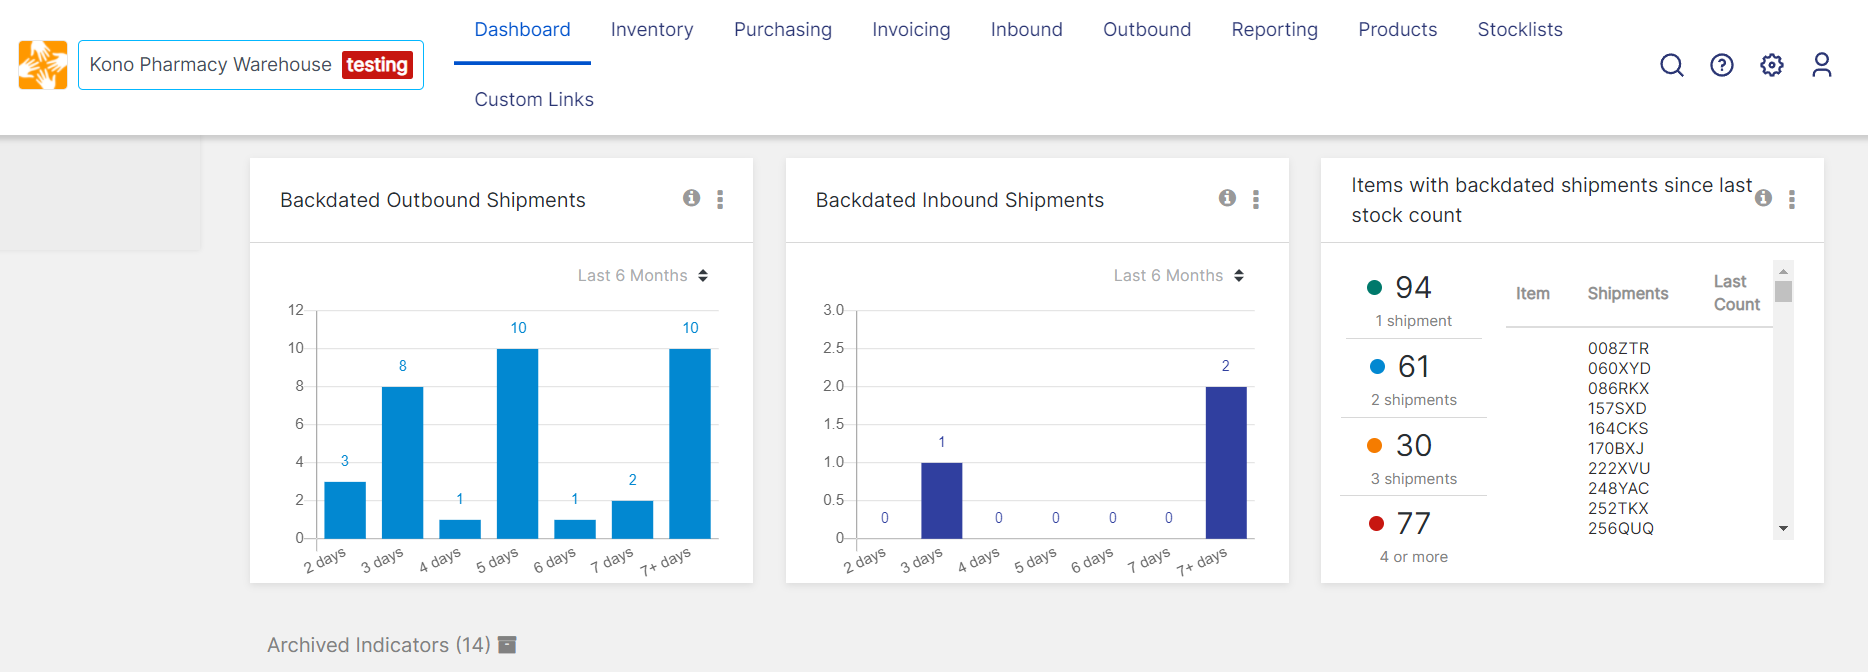 Kono Pharmacy Warehouse testing
Dashboard Inventory Purchasing Invoicing Inbound Outbound Reporting Products Stocklists
Custom Links
Backdated Outbound Shipments
Last 6 Months
12
10
8
6
4
2
0
3
8
1
10
1
2
10
2 days 3 days 4 days 5 days 6 days 7 days 7+ days
Backdated Inbound Shipments
Last 6 Months
3.0
2.5
2.0
1.5
1.0
0.5
0
0
1
0
0
0
0
2
2 days 3 days 4 days 5 days 6 days 7 days 7+ days
Items with backdated shipments since last
stock count
94
1 shipment
61
2 shipments
30
3 shipments
77
4 or more
Item Shipments Last
Count
008ZTR
060XYD
086RKX
157SXD
164CKS
170BXJ
222XVU
248YAC
252TKX
256QUQ
Archived Indicators (14)